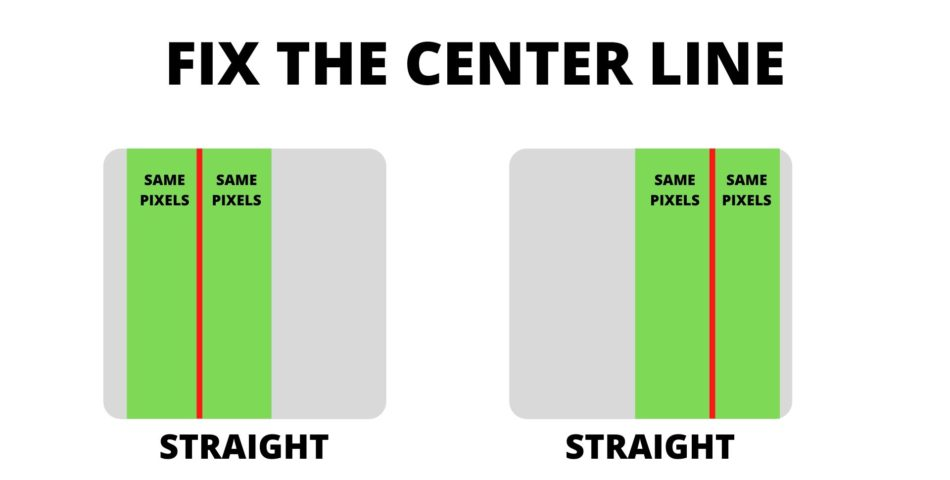 FIX THE CENTER LINE
SAME SAME
PIXELS PIXELS
SAME SAME
PIXELS PIXELS
STRAIGHT
STRAIGHT